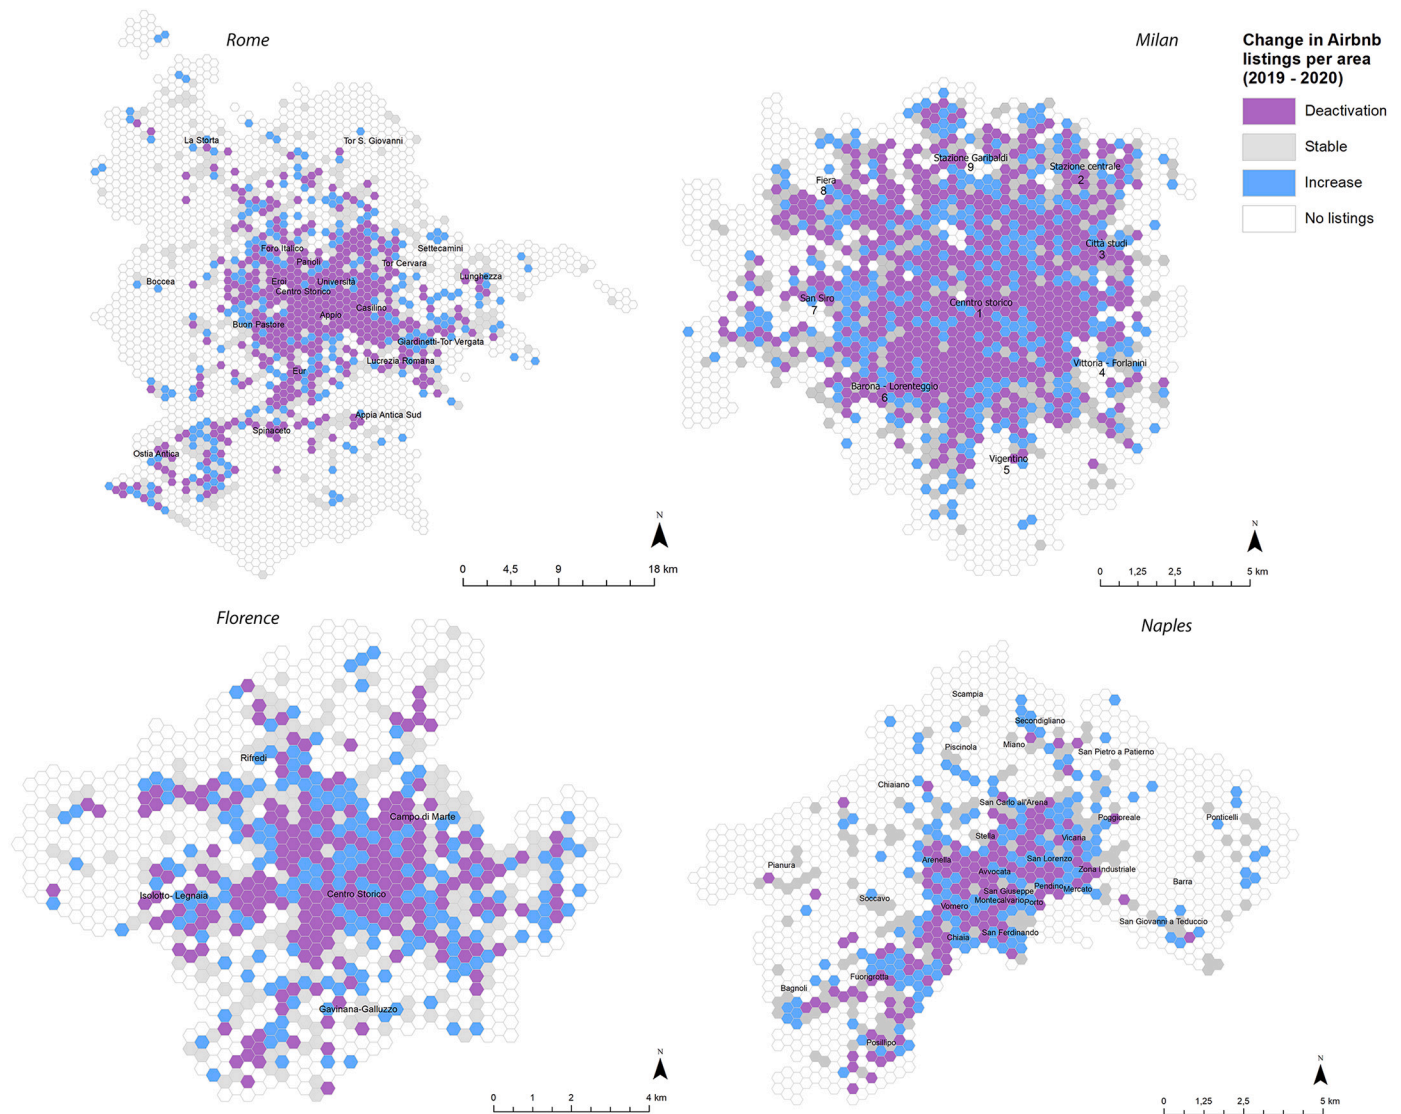 Rome
La Storta
Tor S. Giovanni
Foro Italico
Settecamini
Parioli
Tor Cervara
Lunghezza
Boccea
Eroi
Università
Centro Storico
Casilino
Appio
Buon Pastore
Giardinetti-Tor Vergata
Lucrezia Romana
Eur
Appia Antica Sud
Spinaceto
Ostia Antica
N
0 4,5 9 18 km
Milan
Stazione Garibaldi
9
Stazione centrale
2
Fiera
8
Città studi
3
San Siro
7
Cenntro storico
1
Vittoria - Forlanini
4
Barona - Lorenteggio
6
Vigentino
5
N
0 1,25 2,5 5 km
Change in Airbnb
listings per area
(2019 - 2020)
Deactivation
Stable
Increase
No listings
Florence
Rifredi
Campo di Marte
Isolotto- Legnaia
Centro Storico
Gavinana-Galluzzo
N
0 1 2 4 km
Naples
Scampia
Secondigliano
Piscinola
Miano
San Pietro a Patierno
Chiaiano
San Carlo all'Arena
Poggioreale
Ponticelli
Stella
Vicaria
Arenella
San Lorenzo
Pianura
Avvocata
Zona Industriale
Barra
Pendino
Mercato
San Giuseppe
Soccavo
Montecalvario
Porto
Vomero
San Giovanni a Teduccio
San Ferdinando
Chiaia
Fuorigrotta
Bagnoli
Posillipo
N
0 1,25 2,5 5 km